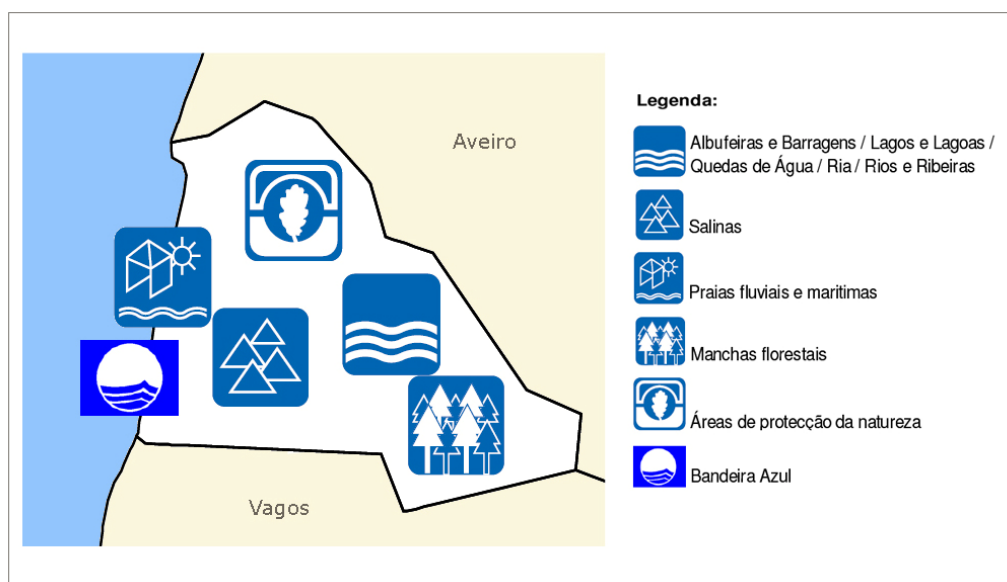 Aveiro
Vagos
Legenda:
Albufeiras e Barragens / Lagos e Lagoas /
Quedas de Água / Ria / Rios e Ribeiras
Salinas
Praias fluviais e maritimas
Manchas florestais
Áreas de protecção da natureza
Bandeira Azul